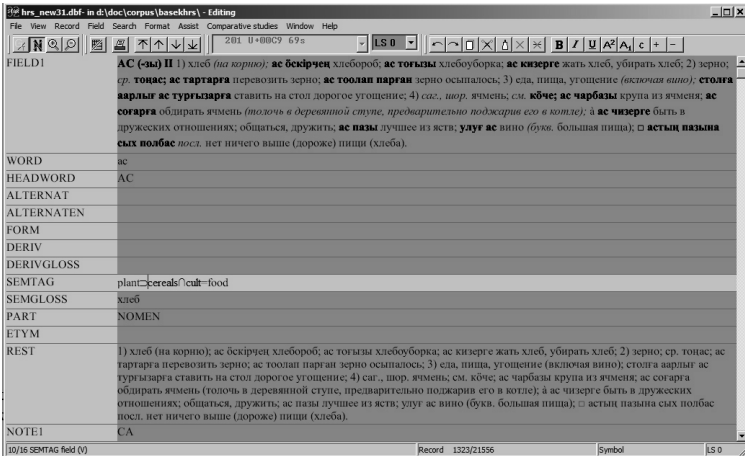 hrs_new31.dbf- in d:\doc\corpus\basekhrs\ - Editing
File View Record Field Search Format Assist Comparative studies Window Help
201 U+00C9 69s LS 0 B I U A² A₁ c + −
FIELD1 АС (-зы) II 1) хлеб (на корню); ас ӧскірчең хлебороб; ас тоғызы хлебоуборка; ас кизерге жать хлеб, убирать хлеб; 2) зерно;
ср. тоңас; ас тартарға перевозить зерно; ас тоолап парған зерно осыпалось; 3) еда, пища, угощение (включая вино); столға
аарлығ ас турғызарға ставить на стол дорогое угощение; 4) саг., шор. ячмень; см. кӧче; ас чарбазы крупа из ячменя; ас
соғарға обдирать ячмень (толочь в деревянной ступе, предварительно поджарив его в котле); à ас чизерге быть в
дружеских отношениях; общаться, дружить; ас пазы лучшее из яств; улуғ ас вино (букв. большая пища); □ астың пазына
сых полбас посл. нет ничего выше (дороже) пищи (хлеба).
WORD ас
HEADWORD АС
ALTERNAT
ALTERNATEN
FORM
DERIV
DERIVGLOSS
SEMTAG plant⊃cereals∩cult=food
SEMGLOSS хлеб
PART NOMEN
ETYM
REST 1) хлеб (на корню); ас ӧскірчең хлебороб; ас тоғызы хлебоуборка; ас кизерге жать хлеб, убирать хлеб; 2) зерно; ср. тоңас; ас
тартарға перевозить зерно; ас тоолап парған зерно осыпалось; 3) еда, пища, угощение (включая вино); столға аарлығ ас
турғызарға ставить на стол дорогое угощение; 4) саг., шор. ячмень; см. кӧче; ас чарбазы крупа из ячменя; ас соғарға
обдирать ячмень (толочь в деревянной ступе, предварительно поджарив его в котле); à ас чизерге быть в дружеских
отношениях; общаться, дружить; ас пазы лучшее из яств; улуғ ас вино (букв. большая пища); □ астың пазына сых полбас
посл. нет ничего выше (дороже) пищи (хлеба).
NOTE1 СА
10/16 SEMTAG field (V) Record 1323/21556 Symbol LS 0